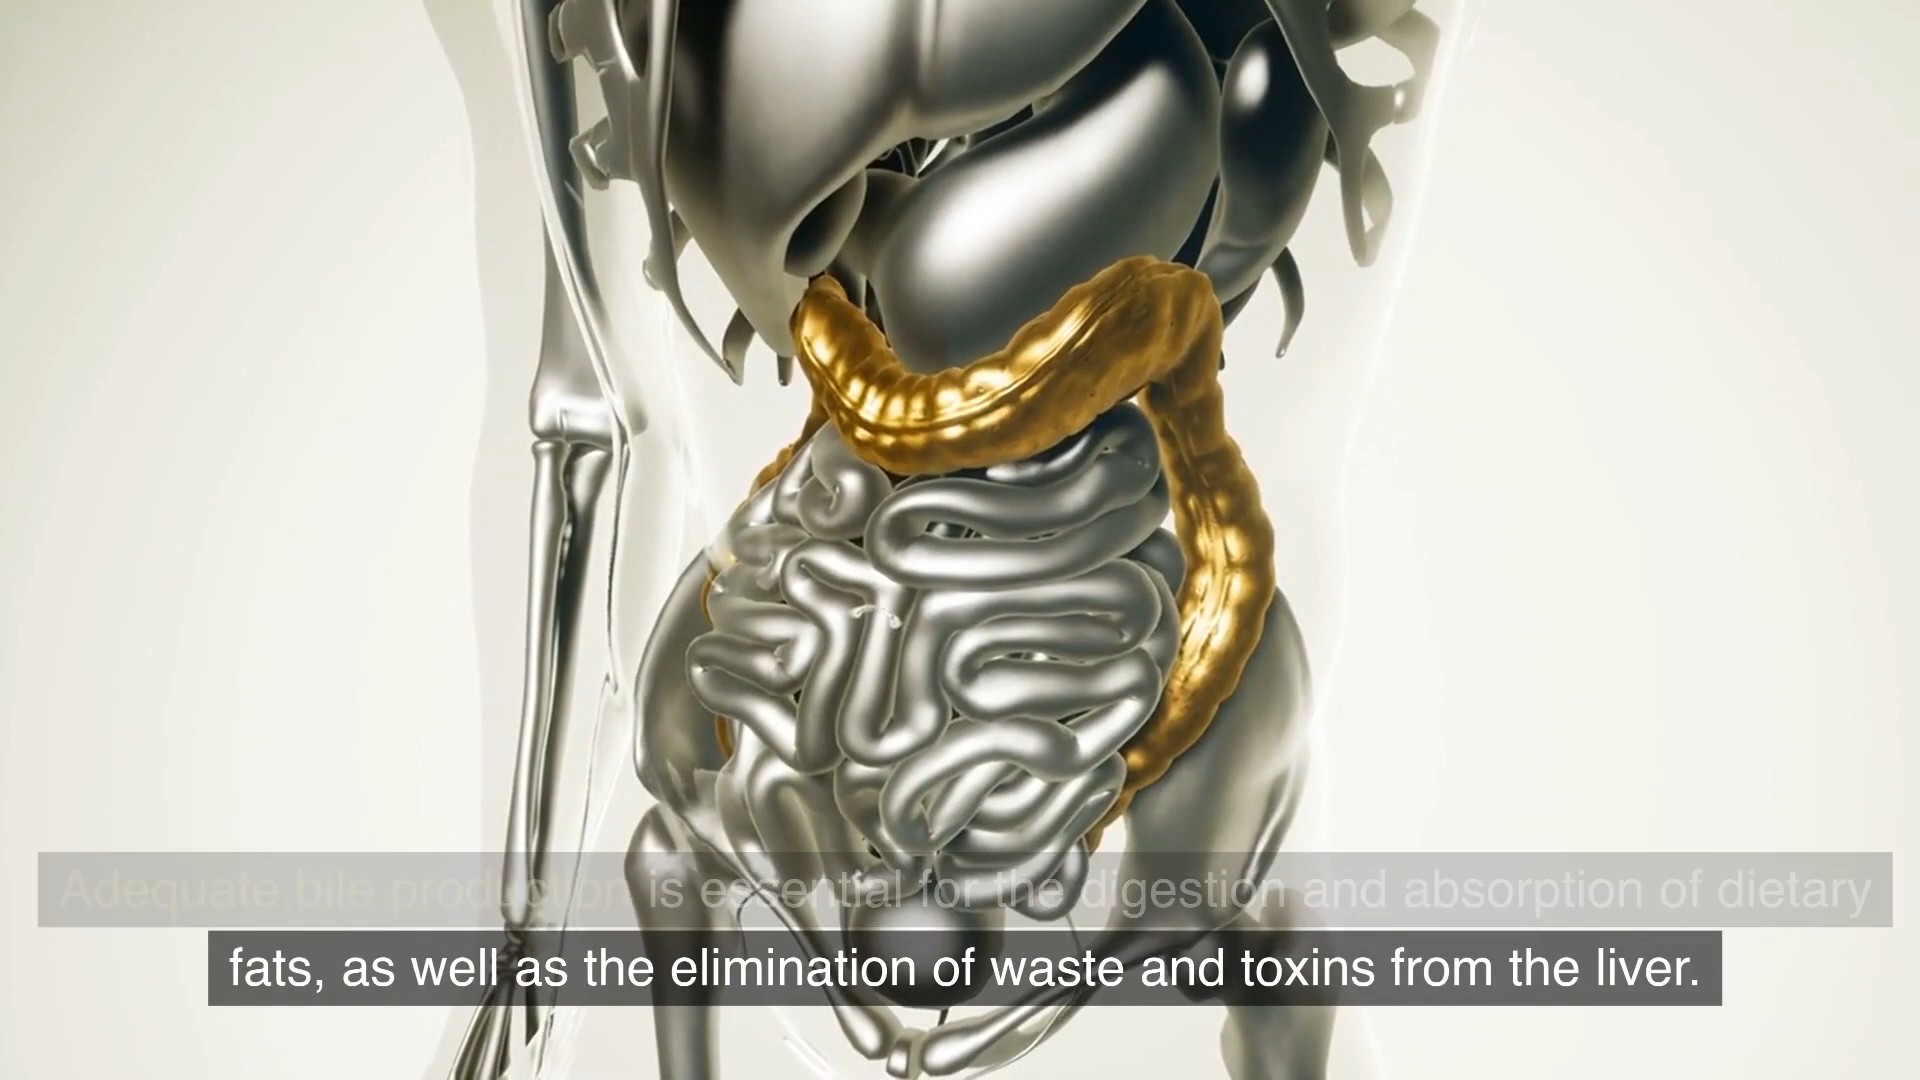 Adequate bile production is essential for the digestion and absorption of dietary
fats, as well as the elimination of waste and toxins from the liver.